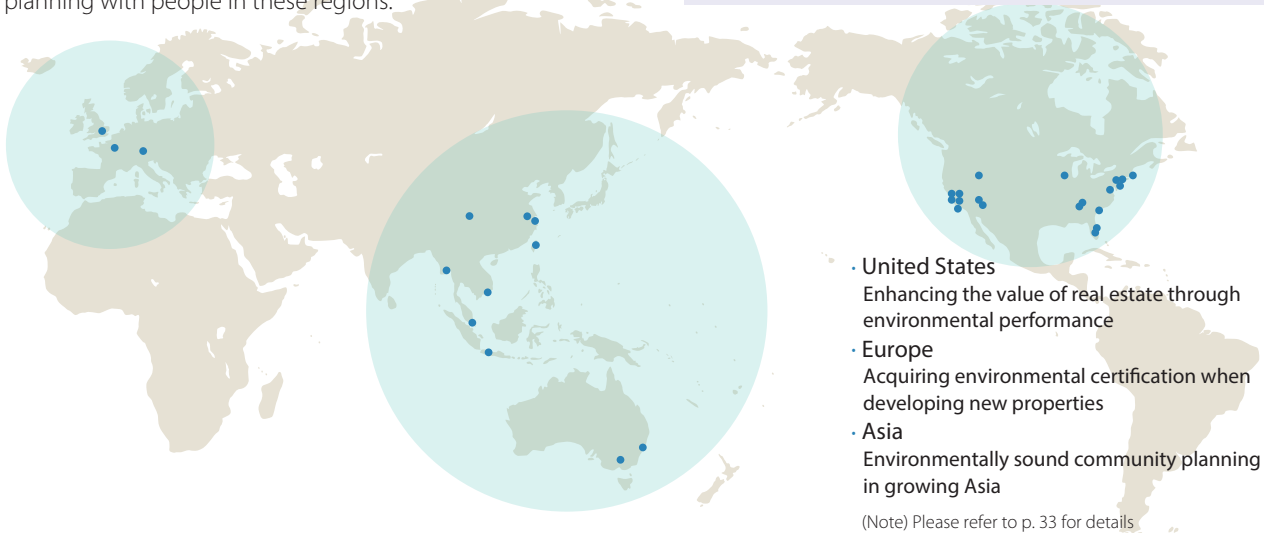 planning with people in these regions.
· United States
Enhancing the value of real estate through
environmental performance
· Europe
Acquiring environmental certification when
developing new properties
· Asia
Environmentally sound community planning
in growing Asia
(Note) Please refer to p. 33 for details